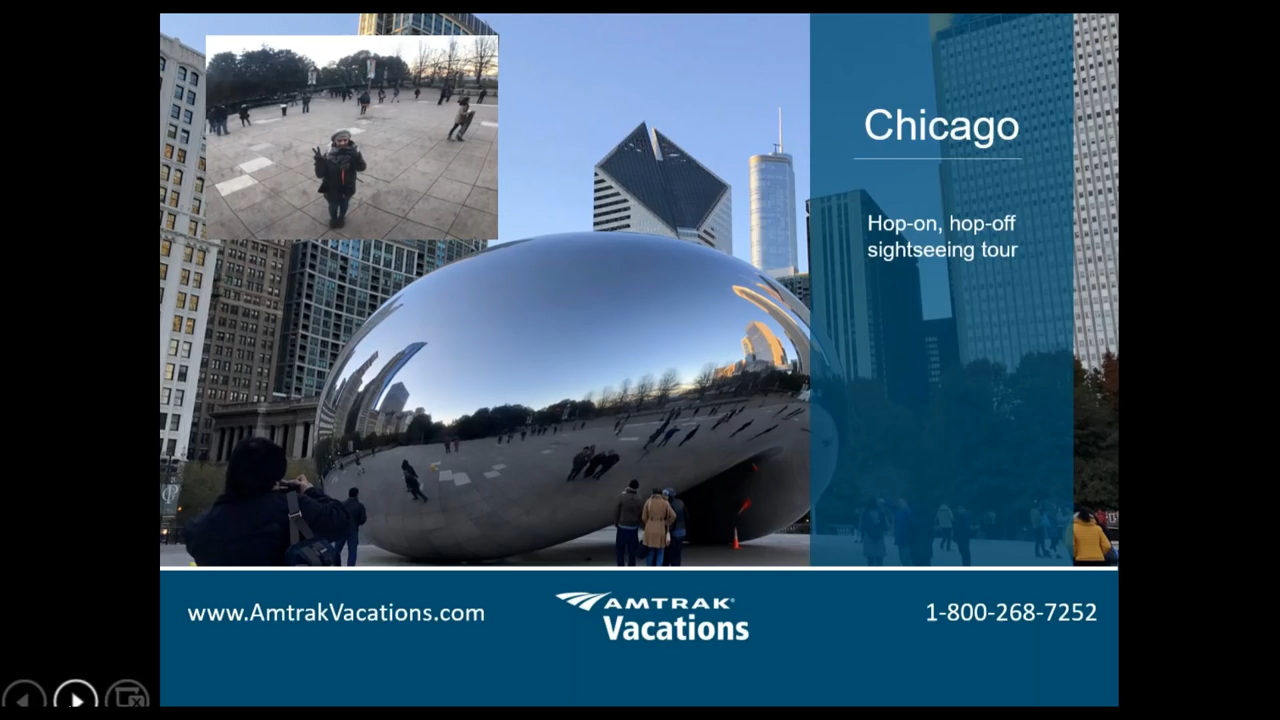 Chicago
Hop-on, hop-off
sightseeing tour
www.AmtrakVacations.com
AMTRAK®
Vacations
1-800-268-7252